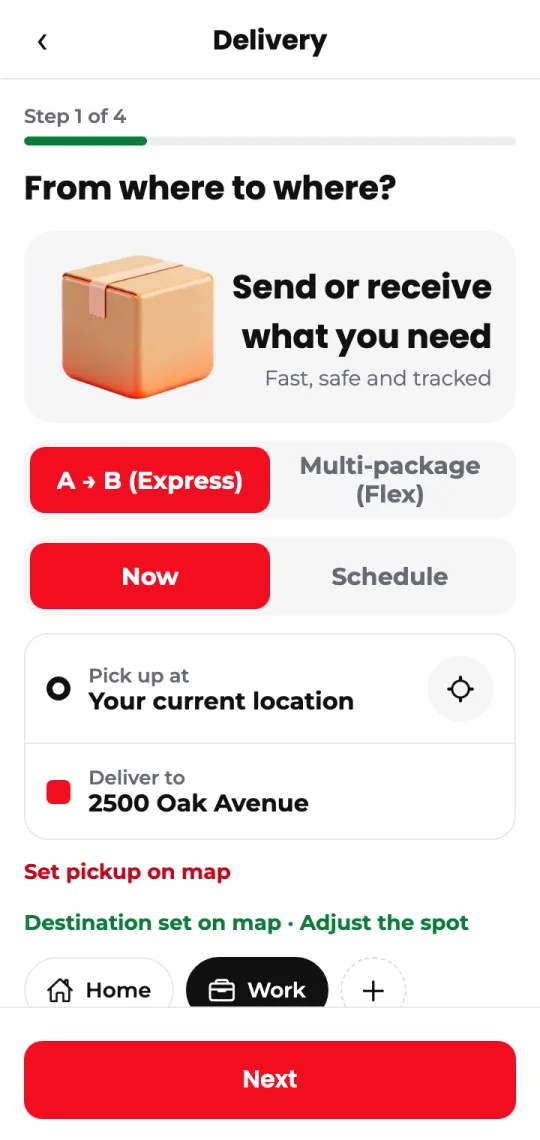 Delivery
Step 1 of 4
From where to where?
Send or receive
what you need
Fast, safe and tracked
A → B (Express)
Multi-package
(Flex)
Now
Schedule
Pick up at
Your current location
Deliver to
2500 Oak Avenue
Set pickup on map
Destination set on map · Adjust the spot
Home
Work
Next